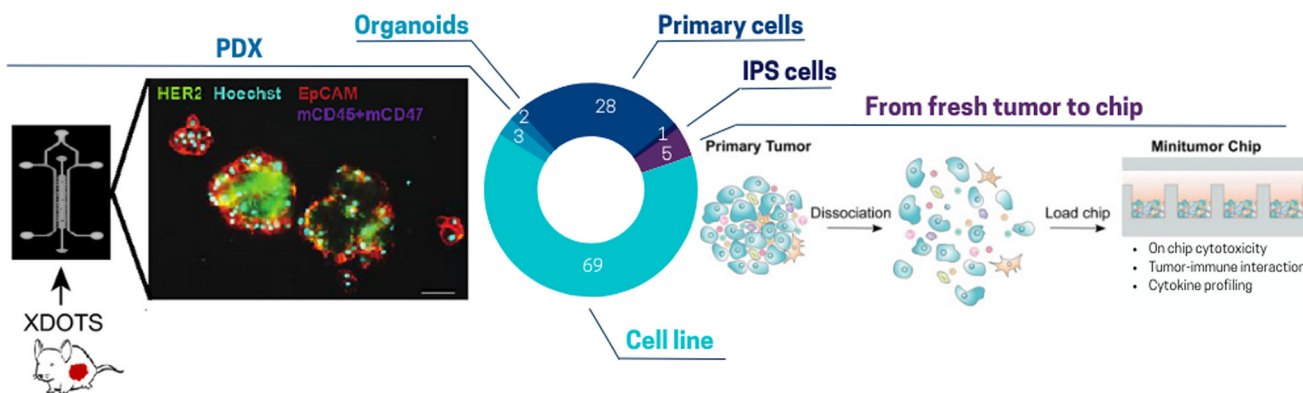 Organoids
Primary cells
PDX
IPS cells
HER2 Hoechst EpCAM
mCD45+mCD47
From fresh tumor to chip
28
2
3
1
5
69
Primary Tumor
Minitumor Chip
Dissociation
Load chip
• On chip cytotoxicity
• Tumor-immune interaction
• Cytokine profiling
XDOTS
Cell line